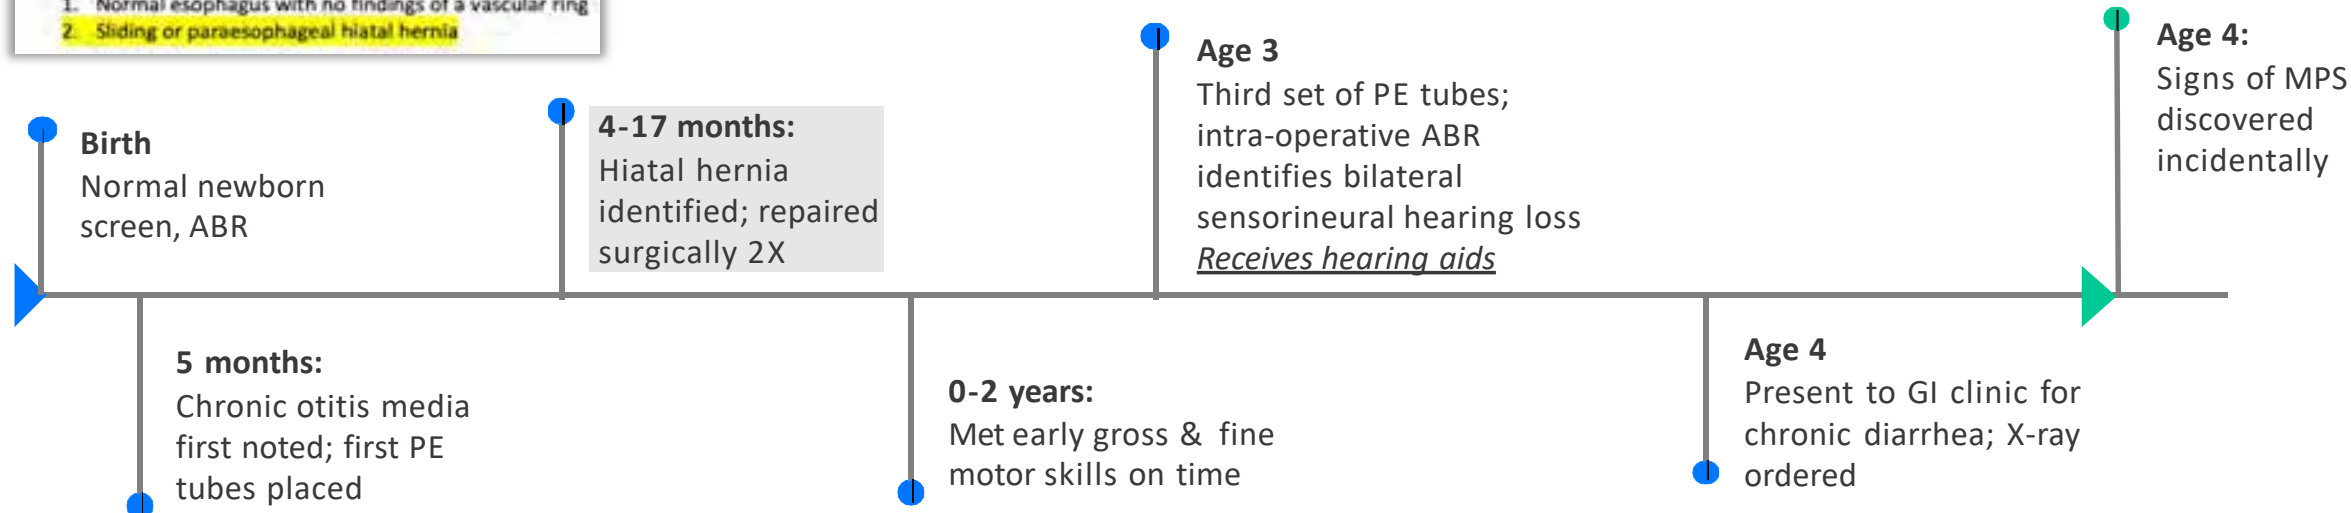 1. Normal esophagus with no findings of a vascular ring
2. Sliding or paraesophageal hiatal hernia
Birth
Normal newborn
screen, ABR
5 months:
Chronic otitis media
first noted; first PE
tubes placed
4-17 months:
Hiatal hernia
identified; repaired
surgically 2X
0-2 years:
Met early gross & fine
motor skills on time
Age 3
Third set of PE tubes;
intra-operative ABR
identifies bilateral
sensorineural hearing loss
Receives hearing aids
Age 4
Present to GI clinic for
chronic diarrhea; X-ray
ordered
Age 4:
Signs of MPS
discovered
incidentally